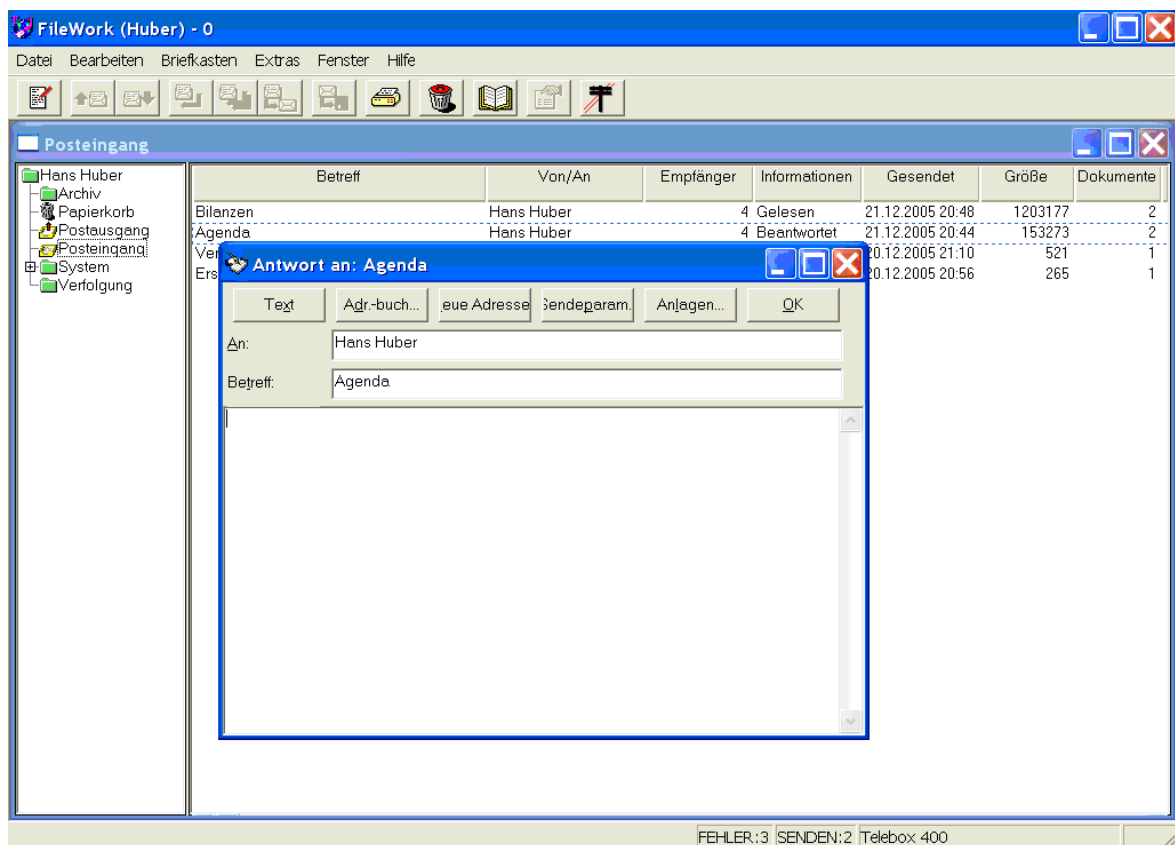 FileWork (Huber) - 0
Datei Bearbeiten Briefkasten Extras Fenster Hilfe
Posteingang
Hans Huber
Archiv
Papierkorb
Postausgang
Posteingang
System
Verfolgung
Betreff Von/An Empfänger Informationen Gesendet Größe Dokumente
Bilanzen Hans Huber 4 Gelesen 21.12.2005 20:48 1203177 2
Agenda Hans Huber 4 Beantwortet 21.12.2005 20:44 153273 2
Ver 20.12.2005 21:10 521 1
Ers 20.12.2005 20:56 265 1
Antwort an: Agenda
Text Adr.-buch... eue Adresse Sendeparam. Anlagen... OK
An: Hans Huber
Betreff: Agenda
FEHLER:3 SENDEN:2 Telebox 400